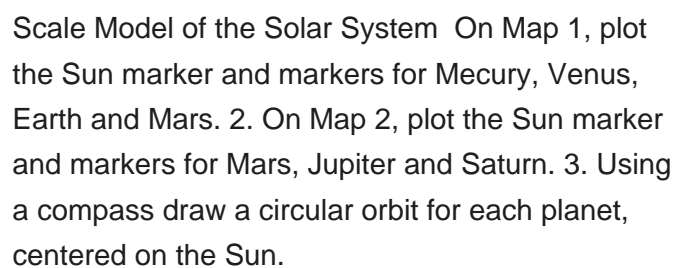 Scale Model of the Solar System  On Map 1, plot
the Sun marker and markers for Mecury, Venus,
Earth and Mars. 2. On Map 2, plot the Sun marker
and markers for Mars, Jupiter and Saturn. 3. Using
a compass draw a circular orbit for each planet,
centered on the Sun.